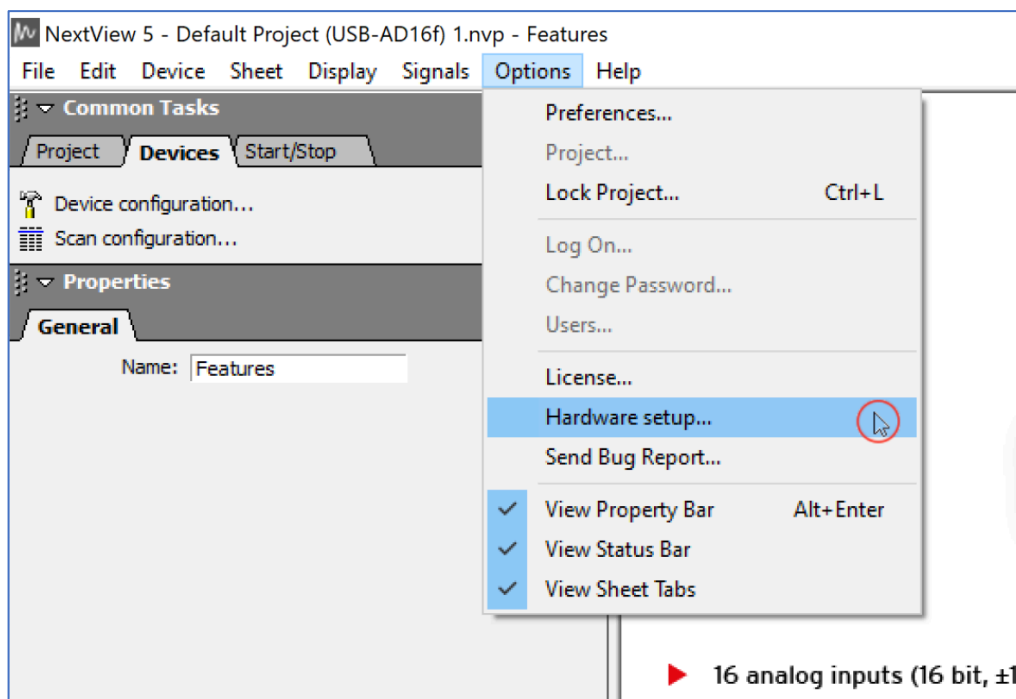 NextView 5 - Default Project (USB-AD16f) 1.nvp - Features
File Edit Device Sheet Display Signals Options Help
Common Tasks
Project Devices Start/Stop
Device configuration...
Scan configuration...
Properties
General
Name: Features
Preferences...
Project...
Lock Project... Ctrl+L
Log On...
Change Password...
Users...
License...
Hardware setup...
Send Bug Report...
View Property Bar Alt+Enter
View Status Bar
View Sheet Tabs
16 analog inputs (16 bit, ±1